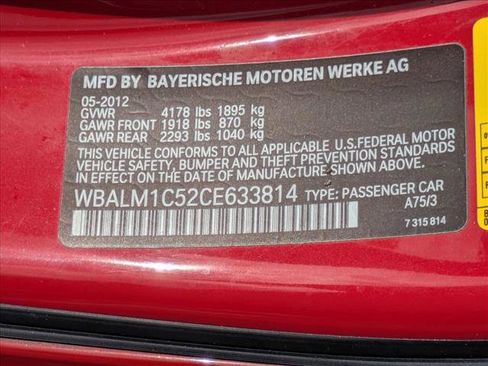 MFD BY BAYERISCHE MOTOREN WERKE AG
05-2012
GVWR 4178 lbs 1895 kg
GAWR FRONT 1918 lbs 870 kg
GAWR REAR 2293 lbs 1040 kg
THIS VEHICLE CONFORMS TO ALL APPLICABLE U.S.FEDERAL MOTOR
VEHICLE SAFETY, BUMPER AND THEFT PREVENTION STANDARDS
IN EFFECT ON THE DATE OF MANUFACTURE SHOWN ABOVE.
WBALM1C52CE633814 TYPE: PASSENGER CAR
A75/3
7 315 814